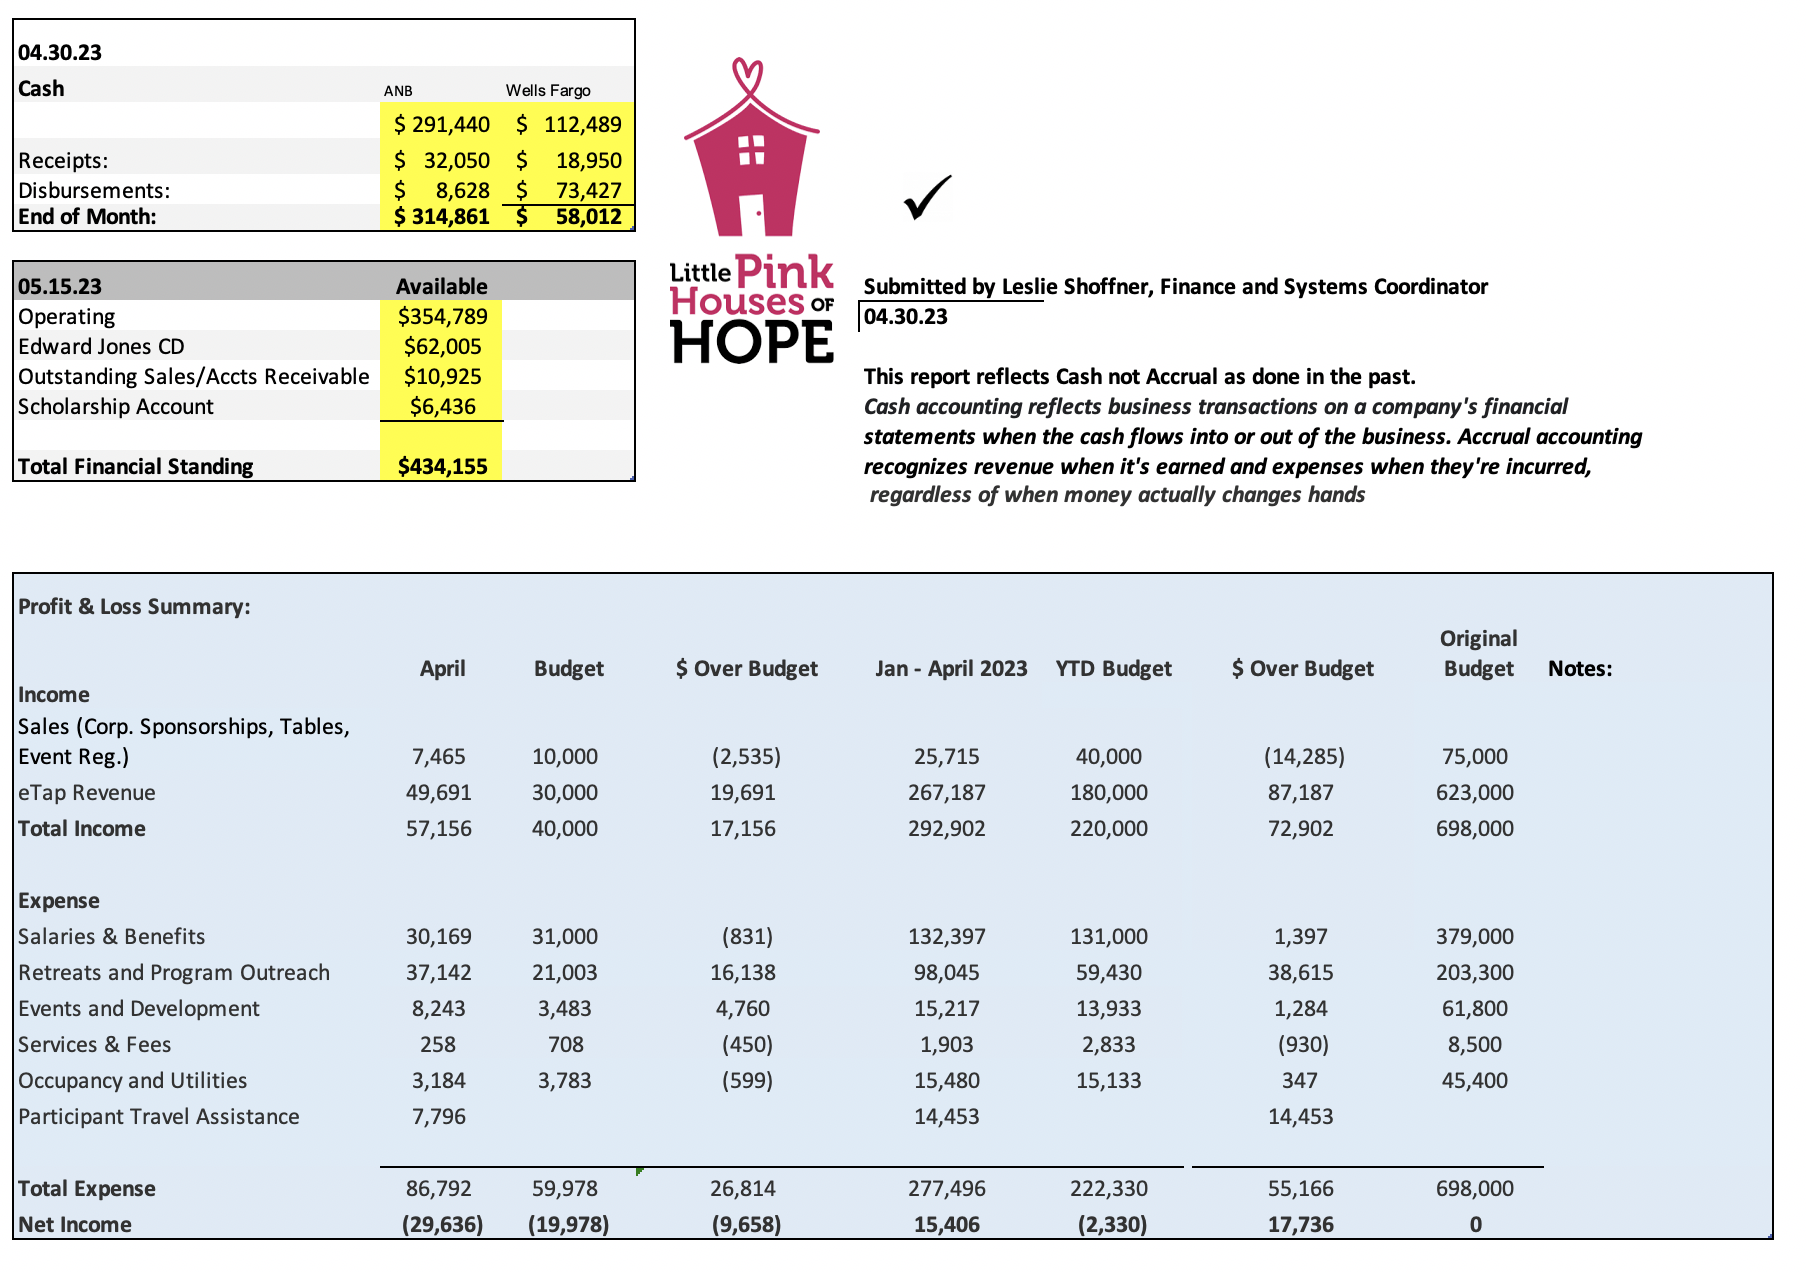 04.30.23
Cash ANB Wells Fargo
$ 291,440 $ 112,489
Receipts: $ 32,050 $ 18,950
Disbursements: $ 8,628 $ 73,427
End of Month: $ 314,861 $ 58,012
05.15.23 Available
Operating $354,789
Edward Jones CD $62,005
Outstanding Sales/Accts Receivable $10,925
Scholarship Account $6,436
Total Financial Standing $434,155
Little Pink
Houses OF
HOPE
Submitted by Leslie Shoffner, Finance and Systems Coordinator
04.30.23
This report reflects Cash not Accrual as done in the past.
Cash accounting reflects business transactions on a company's financial
statements when the cash flows into or out of the business. Accrual accounting
recognizes revenue when it's earned and expenses when they're incurred,
regardless of when money actually changes hands
Profit & Loss Summary:
Original
April Budget $ Over Budget Jan - April 2023 YTD Budget $ Over Budget Budget Notes:
Income
Sales (Corp. Sponsorships, Tables,
Event Reg.) 7,465 10,000 (2,535) 25,715 40,000 (14,285) 75,000
eTap Revenue 49,691 30,000 19,691 267,187 180,000 87,187 623,000
Total Income 57,156 40,000 17,156 292,902 220,000 72,902 698,000
Expense
Salaries & Benefits 30,169 31,000 (831) 132,397 131,000 1,397 379,000
Retreats and Program Outreach 37,142 21,003 16,138 98,045 59,430 38,615 203,300
Events and Development 8,243 3,483 4,760 15,217 13,933 1,284 61,800
Services & Fees 258 708 (450) 1,903 2,833 (930) 8,500
Occupancy and Utilities 3,184 3,783 (599) 15,480 15,133 347 45,400
Participant Travel Assistance 7,796 14,453 14,453
Total Expense 86,792 59,978 26,814 277,496 222,330 55,166 698,000
Net Income (29,636) (19,978) (9,658) 15,406 (2,330) 17,736 0